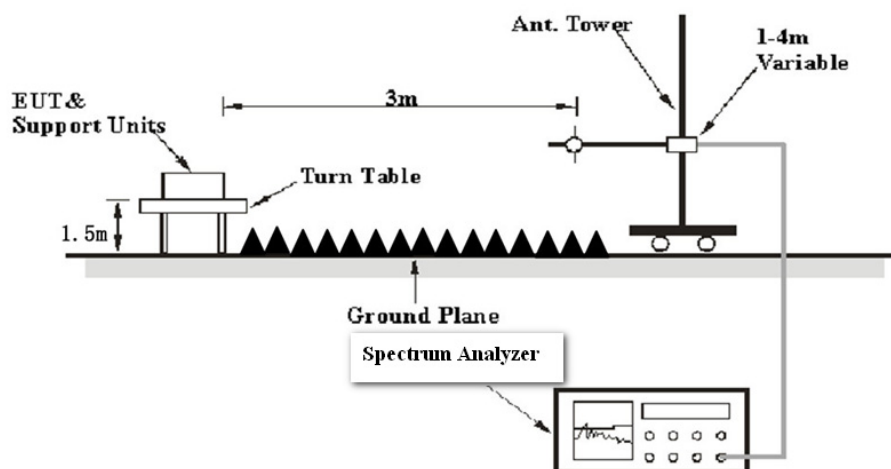 Ant. Tower
1-4m
Variable
EUT&
Support Units
3m
Turn Table
1.5m
Ground Plane
Spectrum Analyzer